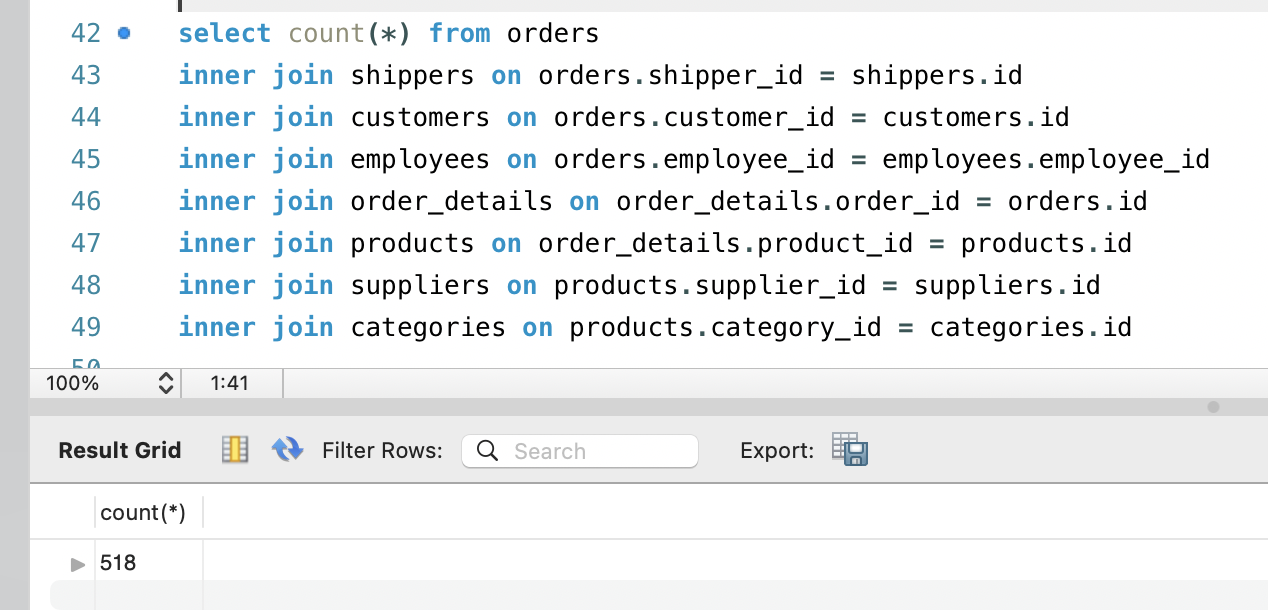 42 select count(*) from orders
43 inner join shippers on orders.shipper_id = shippers.id
44 inner join customers on orders.customer_id = customers.id
45 inner join employees on orders.employee_id = employees.employee_id
46 inner join order_details on order_details.order_id = orders.id
47 inner join products on order_details.product_id = products.id
48 inner join suppliers on products.supplier_id = suppliers.id
49 inner join categories on products.category_id = categories.id
50
100% 1:41
Result Grid Filter Rows: Search Export:
count(*)
518